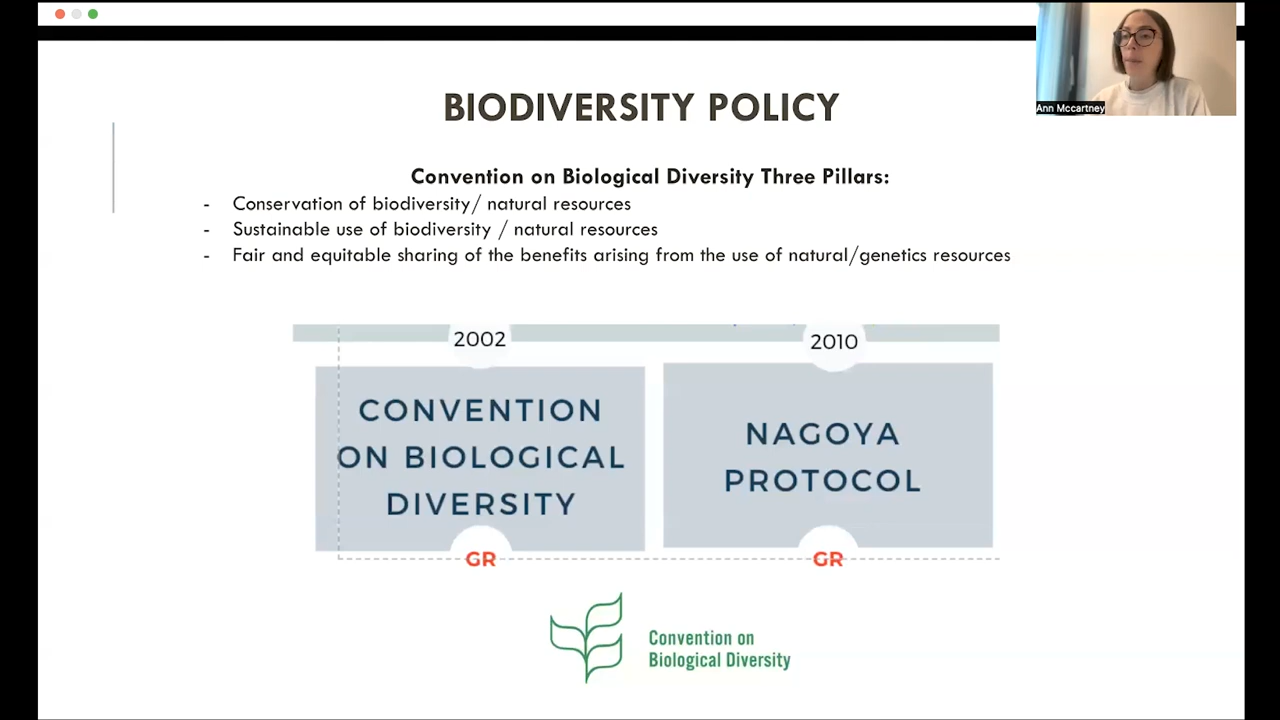 Ann Mccartney
BIODIVERSITY POLICY
Convention on Biological Diversity Three Pillars:
- Conservation of biodiversity/ natural resources
- Sustainable use of biodiversity / natural resources
- Fair and equitable sharing of the benefits arising from the use of natural/genetics resources
2002
CONVENTION
ON BIOLOGICAL
DIVERSITY
GR
2010
NAGOYA
PROTOCOL
GR
Convention on
Biological Diversity